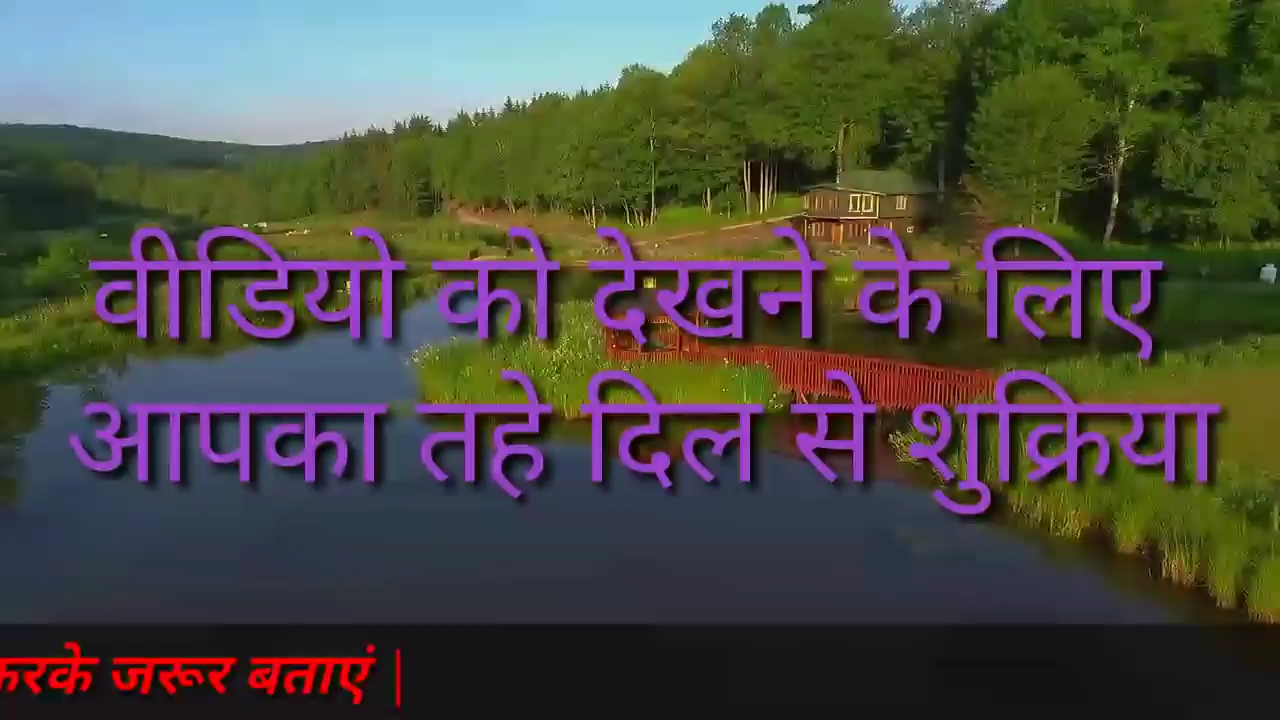 वीडियो को देखने के लिए
आपका तहे दिल से शुक्रिया
करके जरूर बताएं |